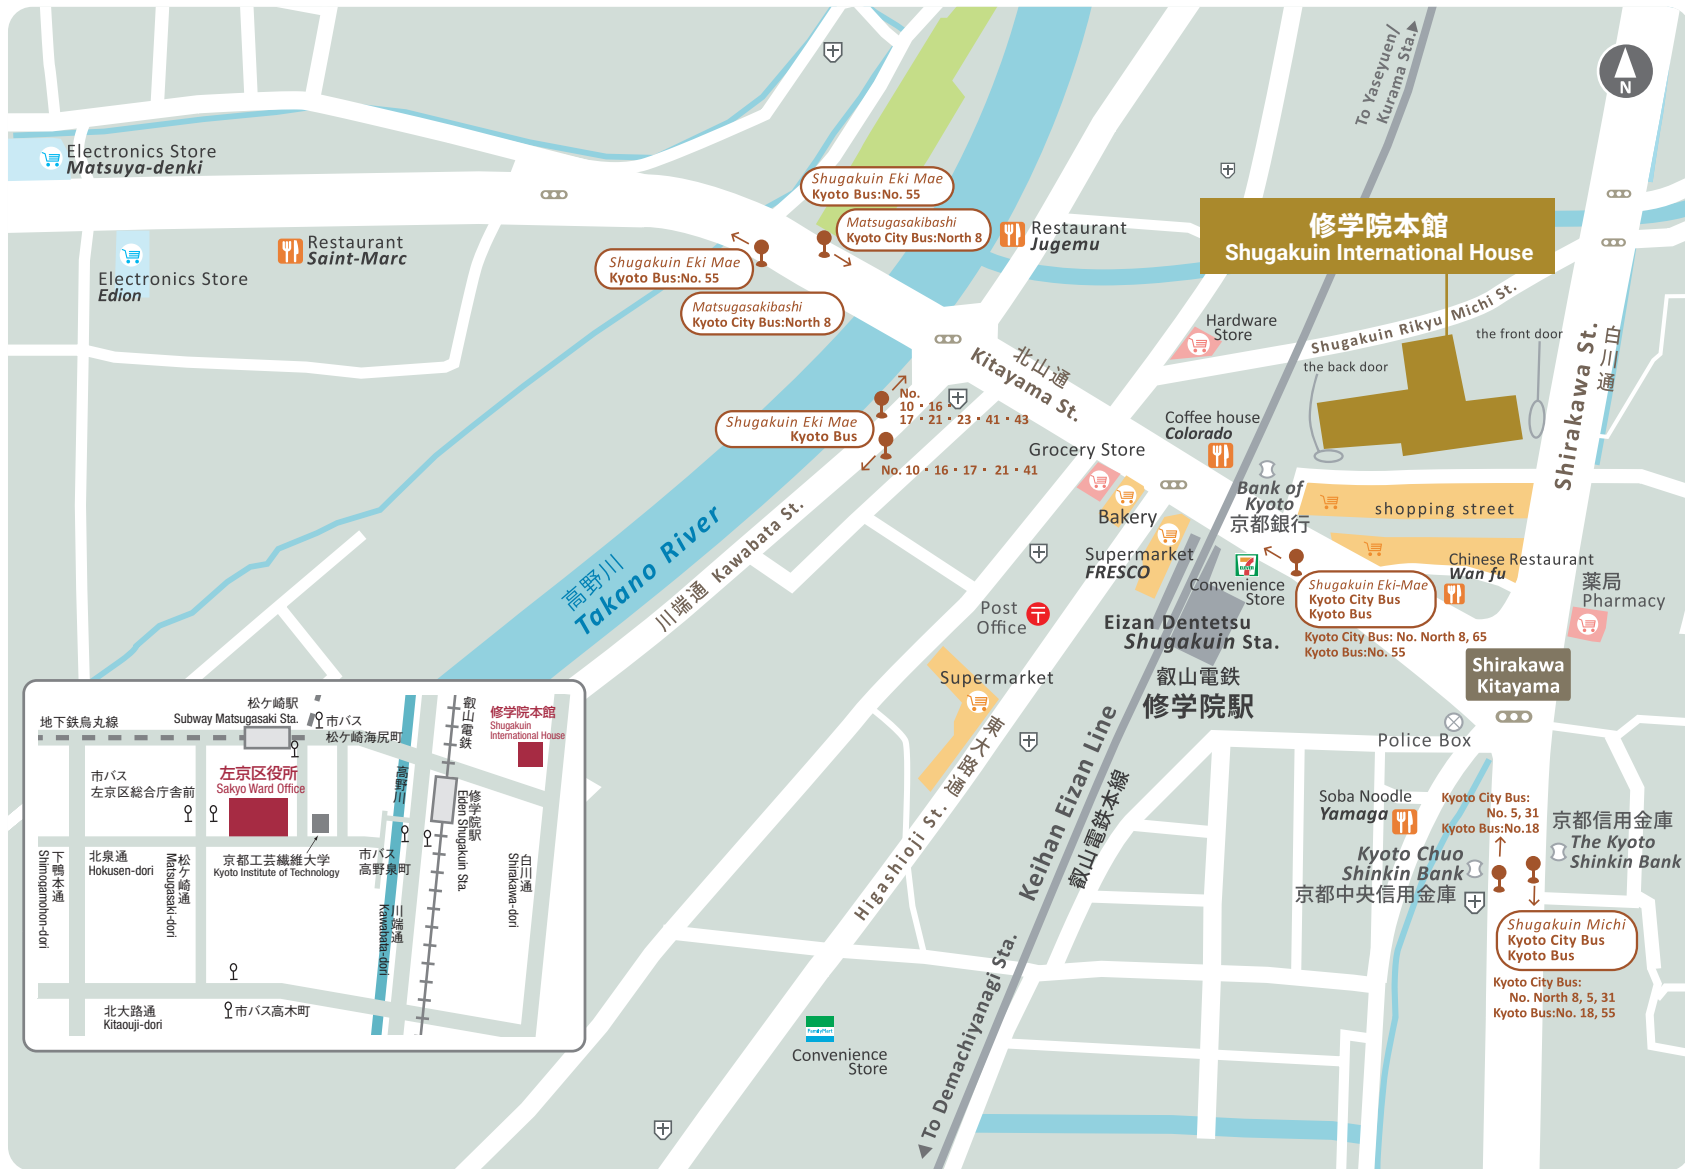 To Yaseyuen/
Kurama Sta.
N
Electronics Store
Matsuya-denki
Shugakuin Eki Mae
Kyoto Bus:No. 55
Matsugasakibashi
Kyoto City Bus:North 8
Restaurant
Jugemu
修学院本館
Shugakuin International House
Restaurant
Saint-Marc
Electronics Store
Edion
Shugakuin Eki Mae
Kyoto Bus:No. 55
Matsugasakibashi
Kyoto City Bus:North 8
Hardware
Store
Shugakuin Rikyu Michi St.
the front door
the back door
白川通
Shirakawa St.
北山通
Kitayama St.
No.
10・16・
17・21・23・41・43
Shugakuin Eki Mae
Kyoto Bus
No. 10・16・17・21・41
Coffee house
Colorado
Grocery Store
Bakery
Bank of
Kyoto
京都銀行
shopping street
Supermarket
FRESCO
Convenience
Store
Chinese Restaurant
Wan fu
Shugakuin Eki-Mae
Kyoto City Bus
Kyoto Bus
Kyoto City Bus: No. North 8, 65
Kyoto Bus:No. 55
薬局
Pharmacy
高野川
Takano River
川端通 Kawabata St.
Post
Office
Eizan Dentetsu
Shugakuin Sta.
叡山電鉄
修学院駅
Shirakawa
Kitayama
Supermarket
Police Box
東大路通
Higashioji St.
Keihan Eizan Line
叡山電鉄本線
Soba Noodle
Yamaga
Kyoto City Bus:
No. 5, 31
Kyoto Bus:No.18
京都信用金庫
The Kyoto
Shinkin Bank
Kyoto Chuo
Shinkin Bank
京都中央信用金庫
Shugakuin Michi
Kyoto City Bus
Kyoto Bus
Kyoto City Bus:
No. North 8, 5, 31
Kyoto Bus:No. 18, 55
To Demachiyanagi Sta.
FamilyMart
Convenience
Store
松ケ崎駅
Subway Matsugasaki Sta.
地下鉄烏丸線
市バス
松ケ崎海尻町
叡山電鉄
修学院本館
Shugakuin
International House
市バス
左京区総合庁舎前
左京区役所
Sakyo Ward Office
高野川
修学院駅
Eiden Shugakuin Sta.
下鴨本通
Shimogamohon-dori
北泉通
Hokusen-dori
松ケ崎通
Matsugasaki-dori
京都工芸繊維大学
Kyoto Institute of Technology
市バス
高野泉町
白川通
Shirakawa-dori
川端通
Kawabata-dori
北大路通
Kitaouji-dori
市バス高木町